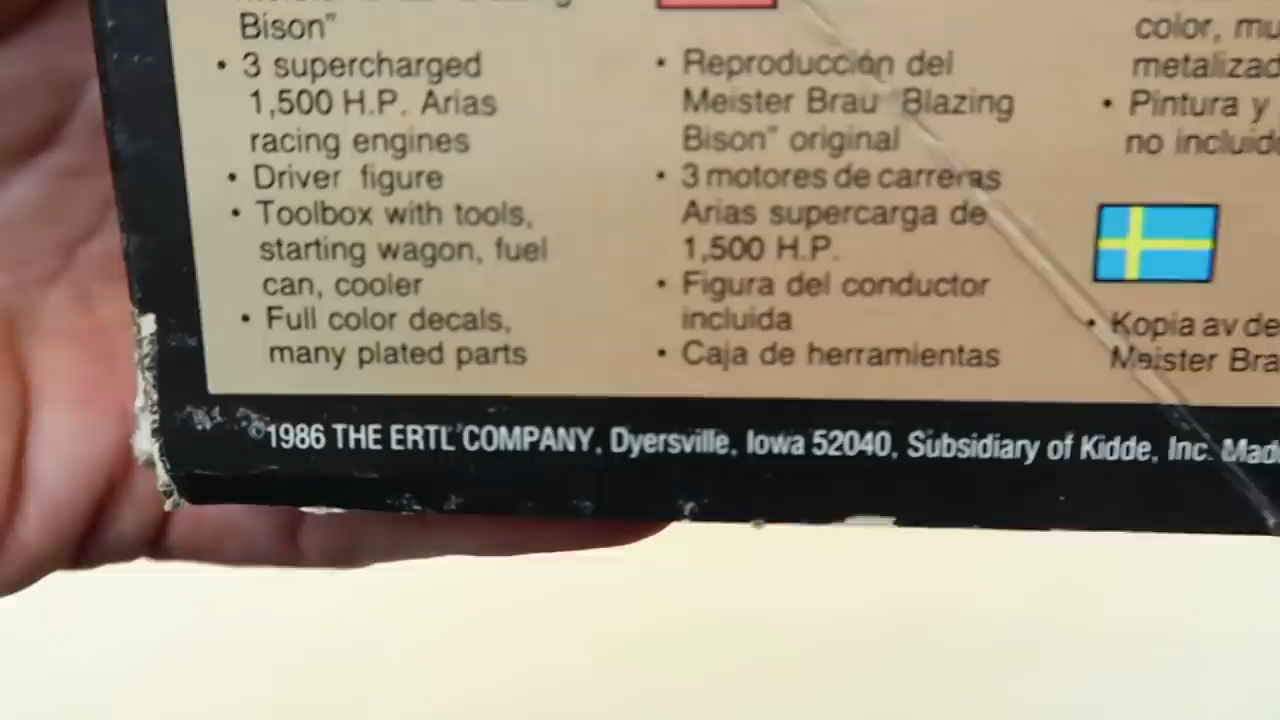 Bison"
• 3 supercharged
1,500 H.P. Arias
racing engines
• Driver figure
• Toolbox with tools,
starting wagon, fuel
can, cooler
• Full color decals,
many plated parts
• Reproducción del
Meister Brau "Blazing
Bison" original
• 3 motores de carreras
Arias supercarga de
1,500 H.P.
• Figura del conductor
incluida
• Caja de herramientas
color, mu
metalizad
• Pintura y
no incluid
• Kopia av de
Meister Bra
©1986 THE ERTL COMPANY, Dyersville, Iowa 52040, Subsidiary of Kidde, Inc. Mad